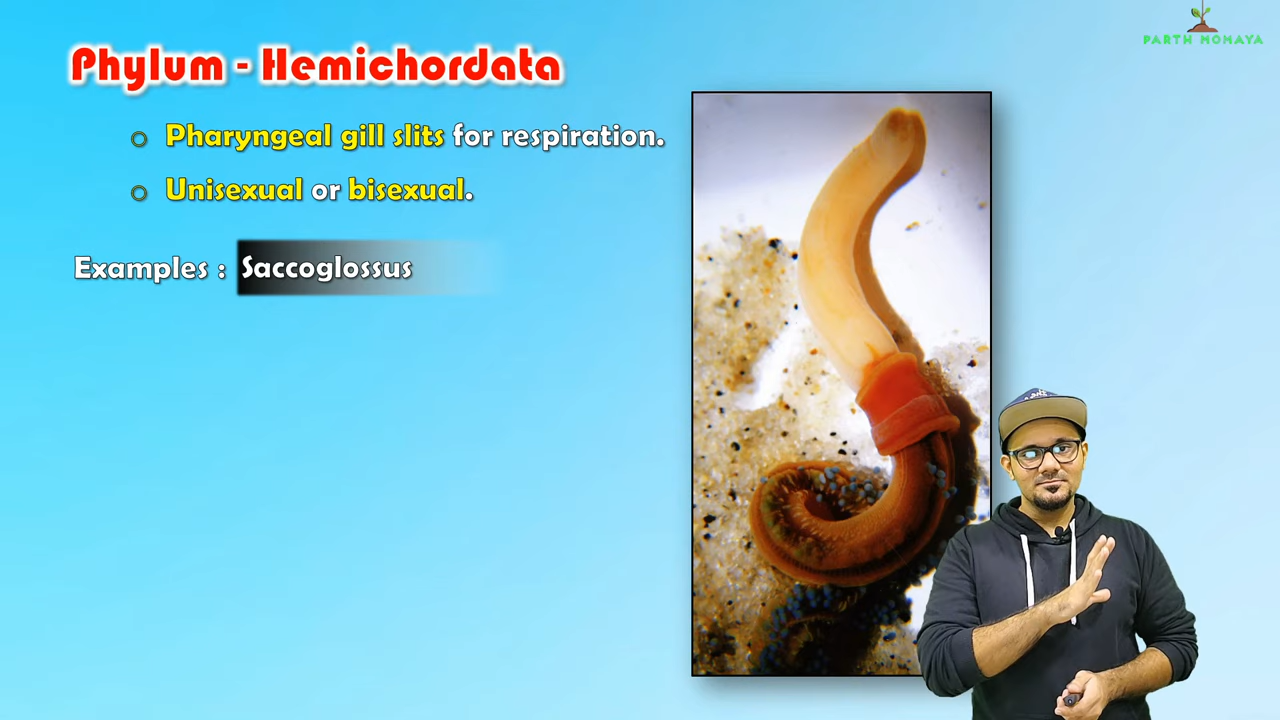 PARTH MOMAYA
Phylum - Hemichordata
Pharyngeal gill slits for respiration.
Unisexual or bisexual.
Examples : Saccoglossus